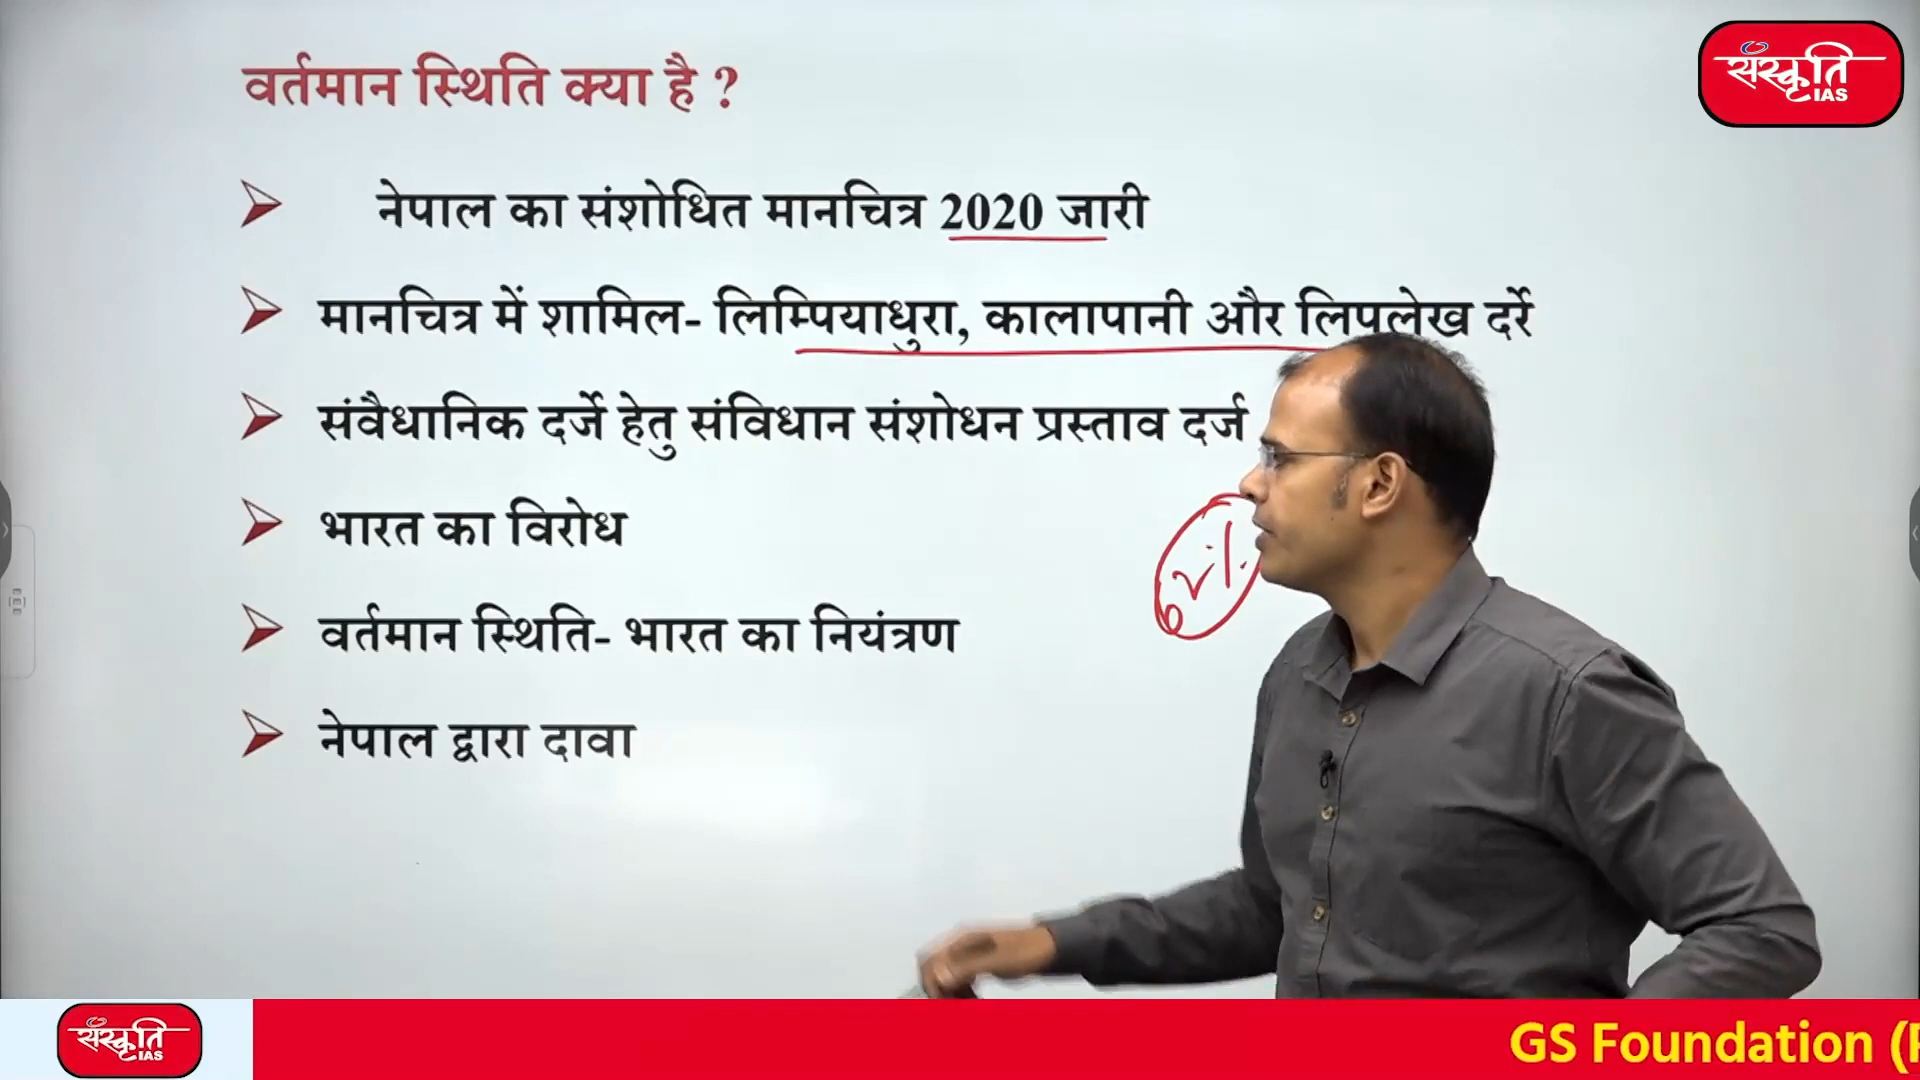 वर्तमान स्थिति क्या है ?
संस्कृति
IAS
नेपाल का संशोधित मानचित्र 2020 जारी
मानचित्र में शामिल- लिम्पियाधुरा, कालापानी और लिपुलेख दर्रे
संवैधानिक दर्जे हेतु संविधान संशोधन प्रस्ताव दर्ज
भारत का विरोध
वर्तमान स्थिति- भारत का नियंत्रण
नेपाल द्वारा दावा
संस्कृति
IAS
GS Foundation (